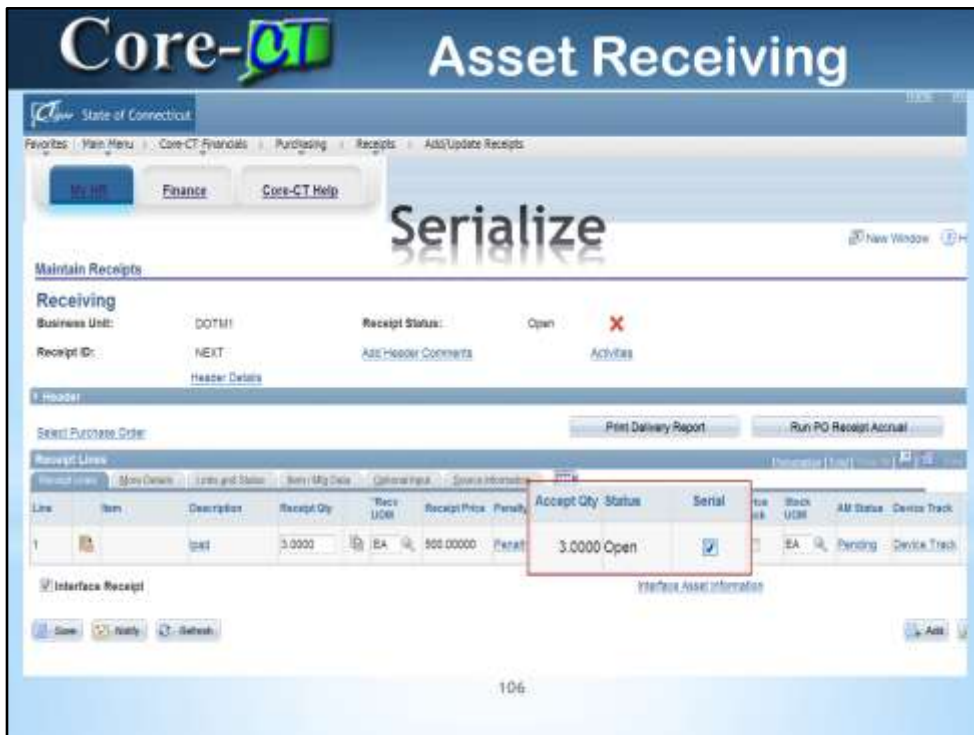 Core-CT Asset Receiving
State of Connecticut
Favorites Main Menu Core-CT Financials Purchasing Receipts Add/Update Receipts
My HR Finance Core-CT Help
Serialize
New Window
Maintain Receipts
Receiving
Business Unit: DOTM1 Receipt Status: Open
Receipt ID: NEXT Add Header Comments Activities
Header Details
Header
Select Purchase Order Print Delivery Report Run PO Receipt Accrual
Receipt Lines
Receipt Lines More Details Links and Status Item / Mfg Data Optional Input Source Information
Line Item Description Receipt Qty *Recv UOM Receipt Price Accept Qty Status Serial Stock UOM AM Status Device Track
1 ipad 3.0000 EA 500.00000 3.0000 Open EA Pending Device Track
Interface Receipt Interface Asset Information
Save Notify Refresh Add
106